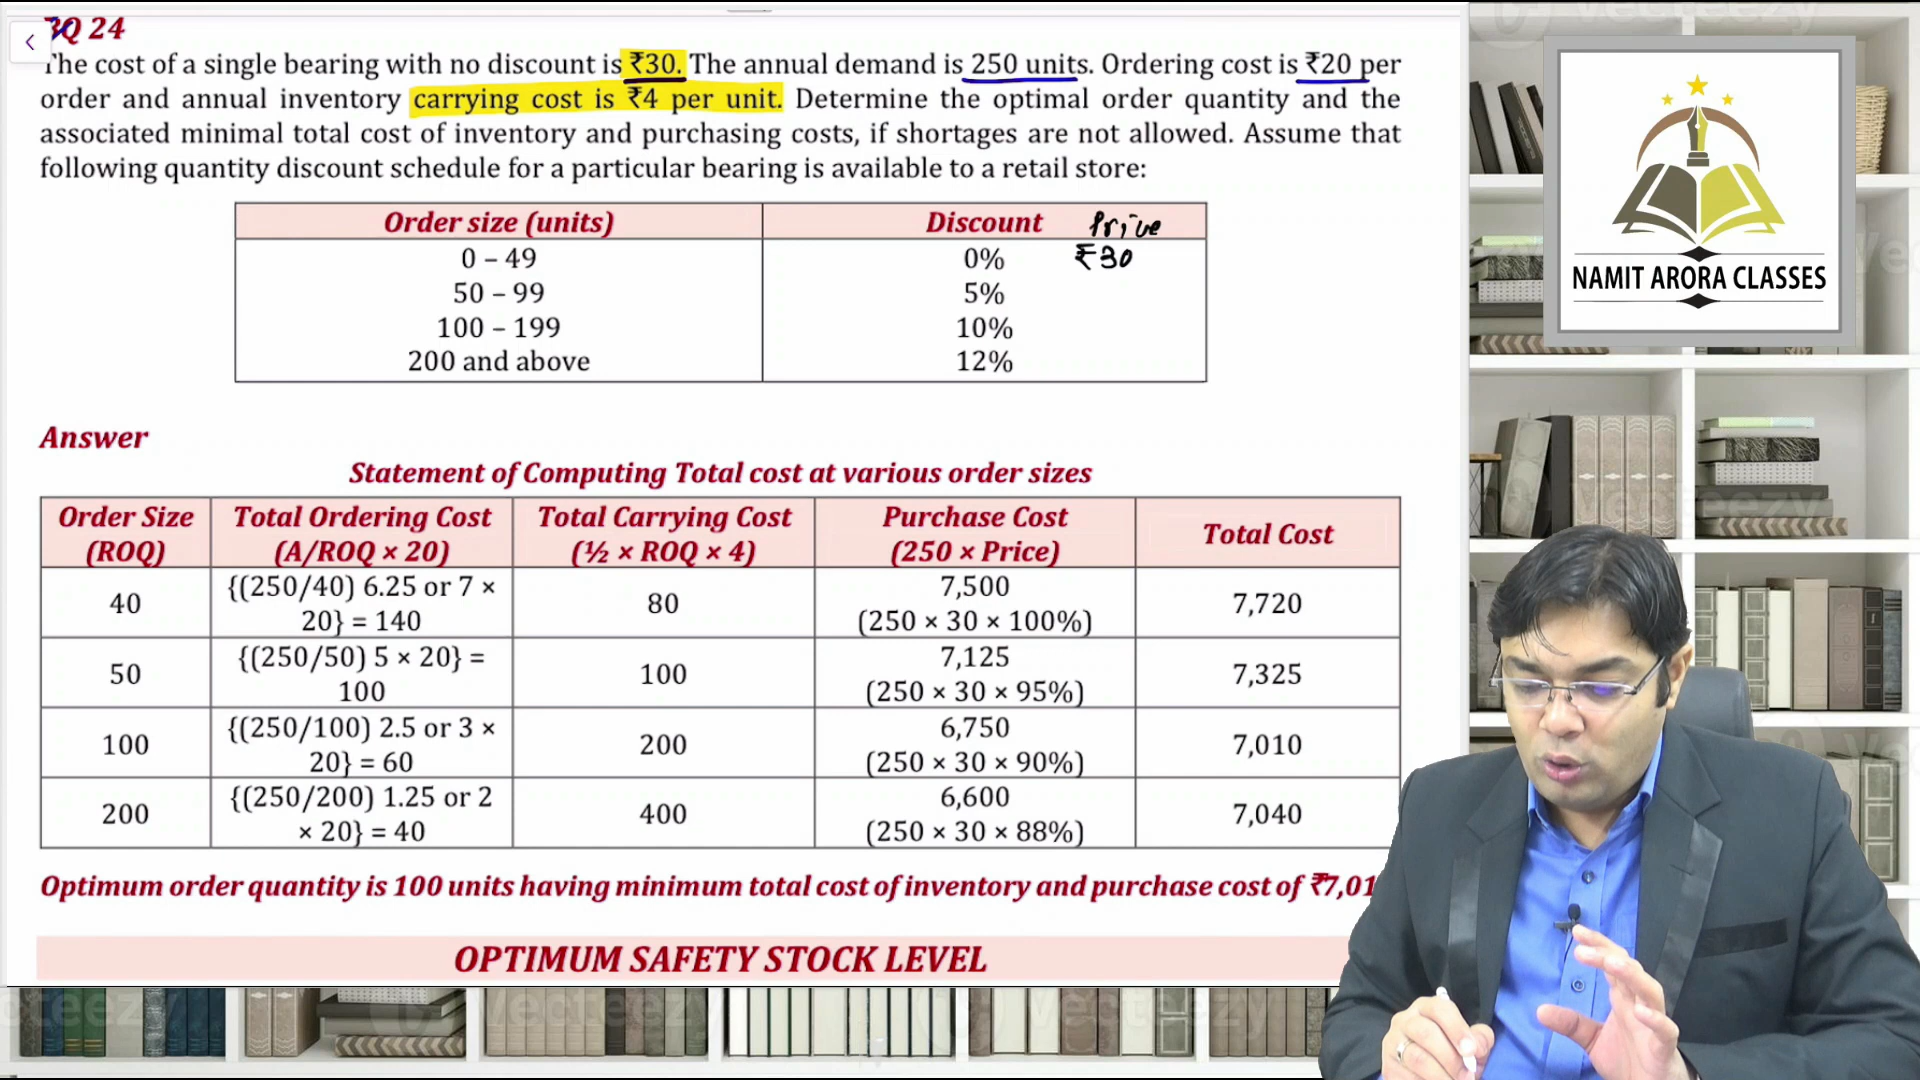 Q 24
The cost of a single bearing with no discount is ₹30. The annual demand is 250 units. Ordering cost is ₹20 per
order and annual inventory carrying cost is ₹4 per unit. Determine the optimal order quantity and the
associated minimal total cost of inventory and purchasing costs, if shortages are not allowed. Assume that
following quantity discount schedule for a particular bearing is available to a retail store:
Order size (units) Discount Price
0 – 49 0% ₹30
50 – 99 5%
100 – 199 10%
200 and above 12%
Answer
Statement of Computing Total cost at various order sizes
Order Size (ROQ) Total Ordering Cost (A/ROQ × 20) Total Carrying Cost (½ × ROQ × 4) Purchase Cost (250 × Price) Total Cost
40 {(250/40) 6.25 or 7 × 20} = 140 80 7,500 (250 × 30 × 100%) 7,720
50 {(250/50) 5 × 20} = 100 100 7,125 (250 × 30 × 95%) 7,325
100 {(250/100) 2.5 or 3 × 20} = 60 200 6,750 (250 × 30 × 90%) 7,010
200 {(250/200) 1.25 or 2 × 20} = 40 400 6,600 (250 × 30 × 88%) 7,040
Optimum order quantity is 100 units having minimum total cost of inventory and purchase cost of ₹7,01
OPTIMUM SAFETY STOCK LEVEL
NAMIT ARORA CLASSES